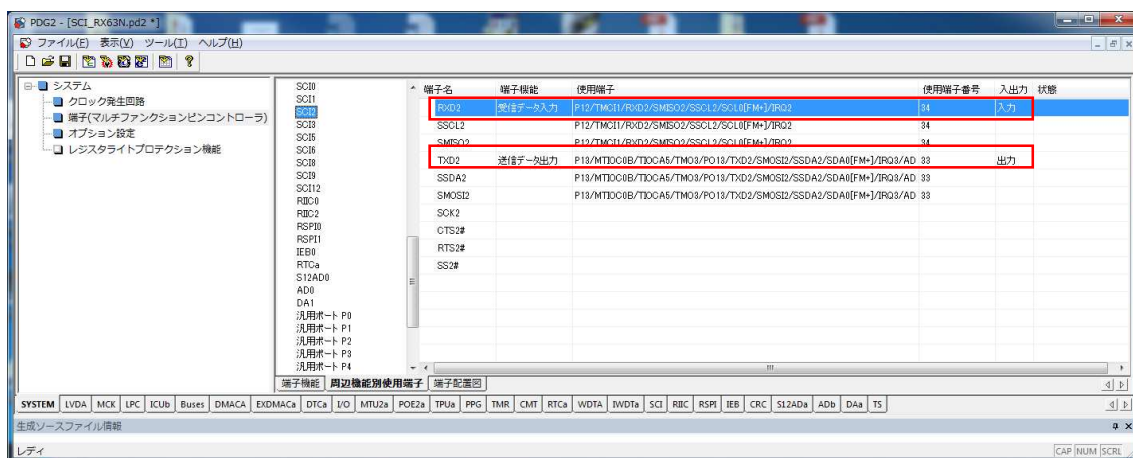 PDG2 - [SCI_RX63N.pd2 *]
ファイル(F) 表示(V) ツール(T) ヘルプ(H)
システム
クロック発生回路
端子(マルチファンクションピンコントローラ)
オプション設定
レジスタライトプロテクション機能
SCI0
SCI1
SCI2
SCI3
SCI5
SCI6
SCI8
SCI9
SCI12
RIIC0
RIIC2
RSPI0
RSPI1
IEB0
RTCa
S12AD0
AD0
DA1
汎用ポート P0
汎用ポート P1
汎用ポート P2
汎用ポート P3
汎用ポート P4
端子名 端子機能 使用端子 使用端子番号 入出力 状態
RXD2 受信データ入力 P12/TMCI1/RXD2/SMISO2/SSCL2/SCL0[FM+]/IRQ2 34 入力
SSCL2 P12/TMCI1/RXD2/SMISO2/SSCL2/SCL0[FM+]/IRQ2 34
SMISO2 P12/TMCI1/RXD2/SMISO2/SSCL2/SCL0[FM+]/IRQ2 34
TXD2 送信データ出力 P13/MTIOC0B/TIOCA5/TMO3/PO13/TXD2/SMOSI2/SSDA2/SDA0[FM+]/IRQ3/AD 33 出力
SSDA2 P13/MTIOC0B/TIOCA5/TMO3/PO13/TXD2/SMOSI2/SSDA2/SDA0[FM+]/IRQ3/AD 33
SMOSI2 P13/MTIOC0B/TIOCA5/TMO3/PO13/TXD2/SMOSI2/SSDA2/SDA0[FM+]/IRQ3/AD 33
SCK2
CTS2#
RTS2#
SS2#
端子機能 周辺機能別使用端子 端子配置図
SYSTEM LVDA MCK LPC ICUb Buses DMACA EXDMACa DTCa I/O MTU2a POE2a TPUa PPG TMR CMT RTCa WDTA IWDTa SCI RIIC RSPI IEB CRC S12ADa ADb DAa TS
生成ソースファイル情報
レディ
CAP NUM SCRL